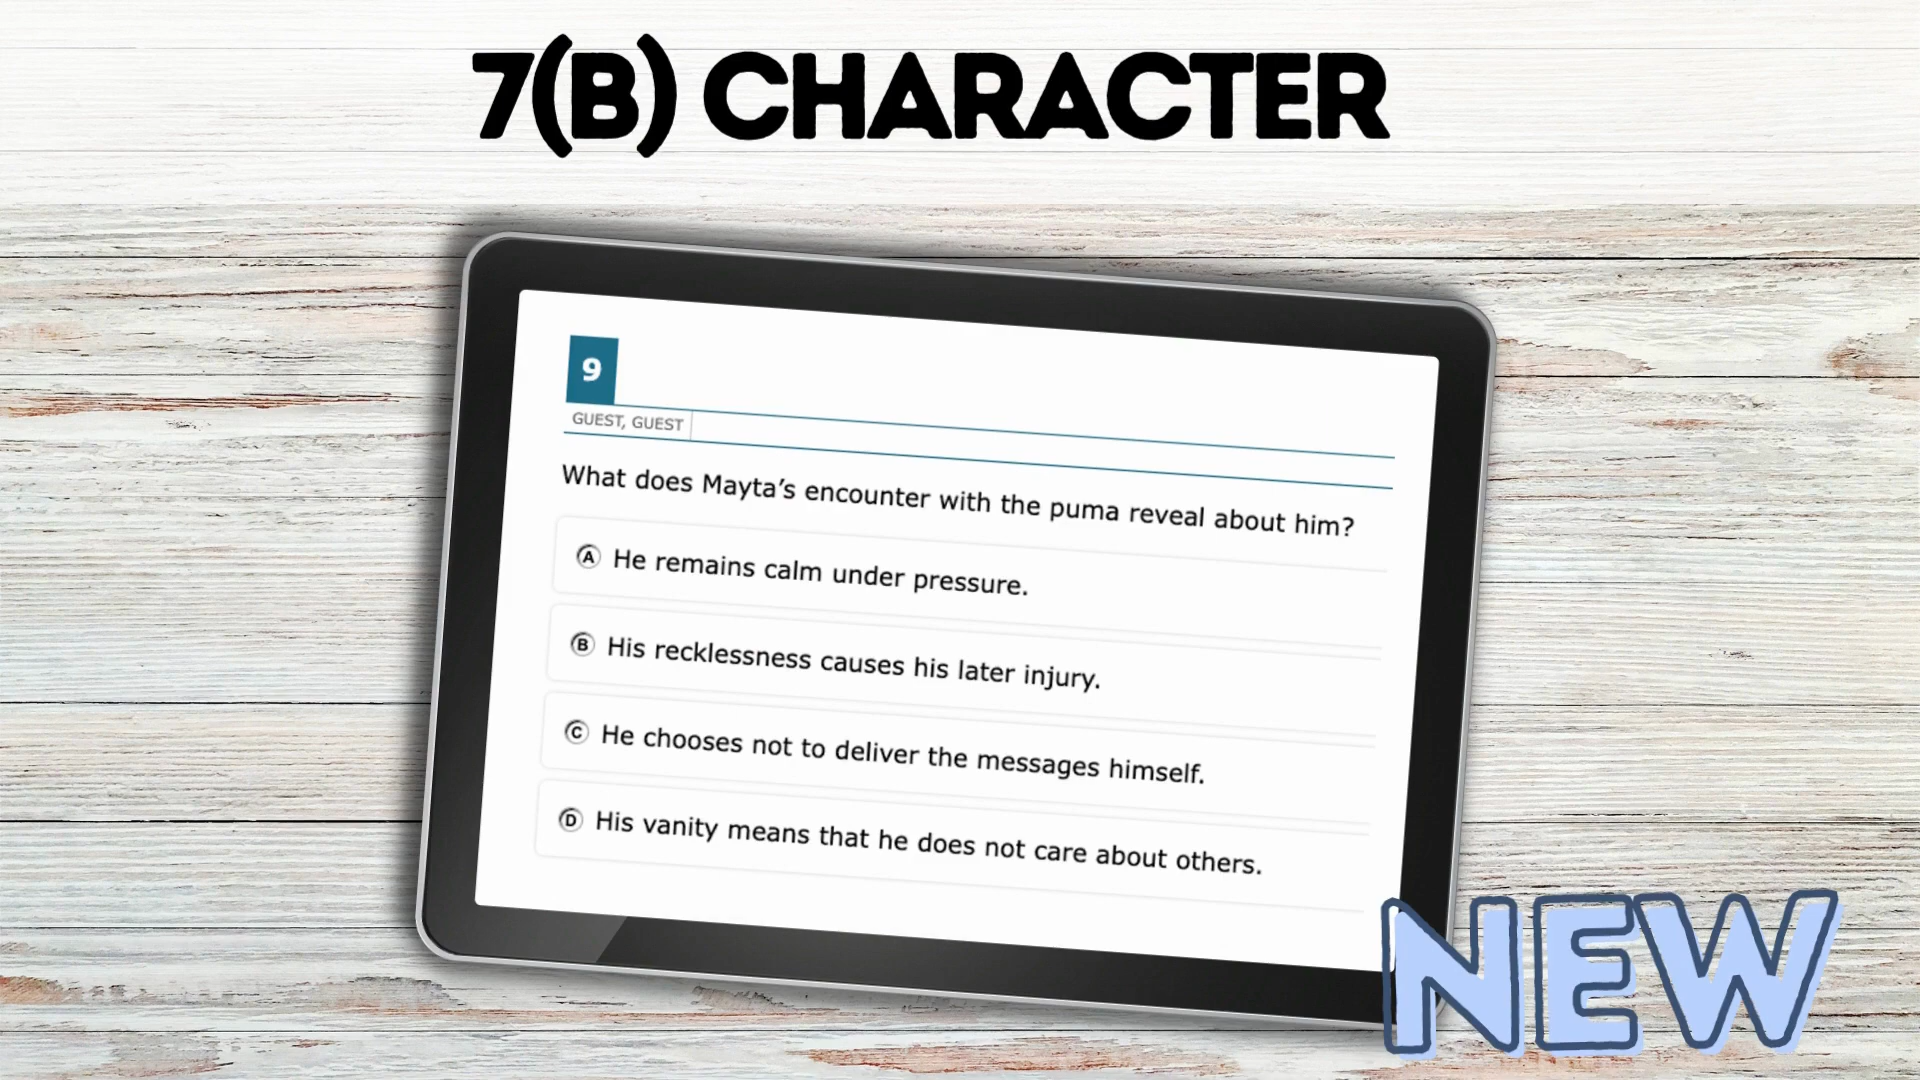 7(B) CHARACTER
9
GUEST, GUEST
What does Mayta's encounter with the puma reveal about him?
A He remains calm under pressure.
B His recklessness causes his later injury.
C He chooses not to deliver the messages himself.
D His vanity means that he does not care about others.
NEW